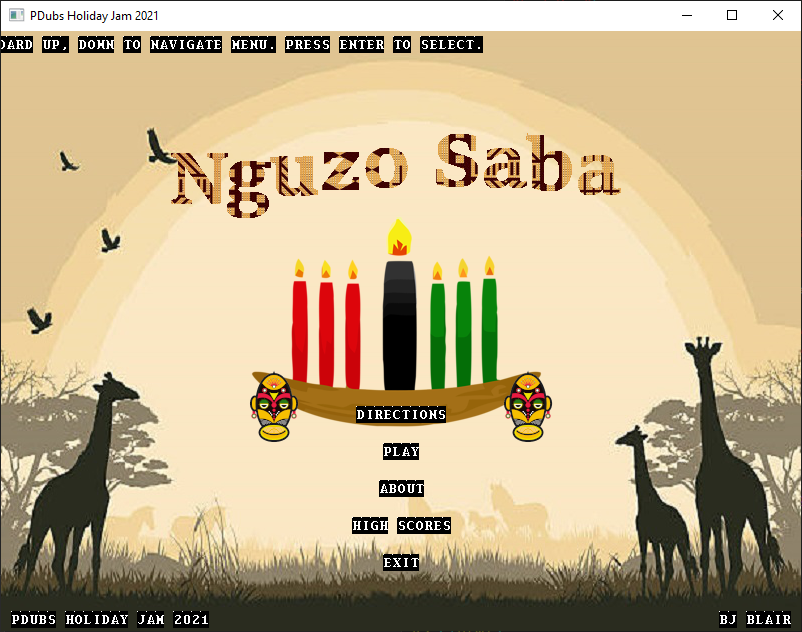 PDubs Holiday Jam 2021
UP, DOWN TO NAVIGATE MENU. PRESS ENTER TO SELECT.
Nguzo Saba
DIRECTIONS
PLAY
ABOUT
HIGH SCORES
EXIT
PDUBS HOLIDAY JAM 2021
BJ BLAIR